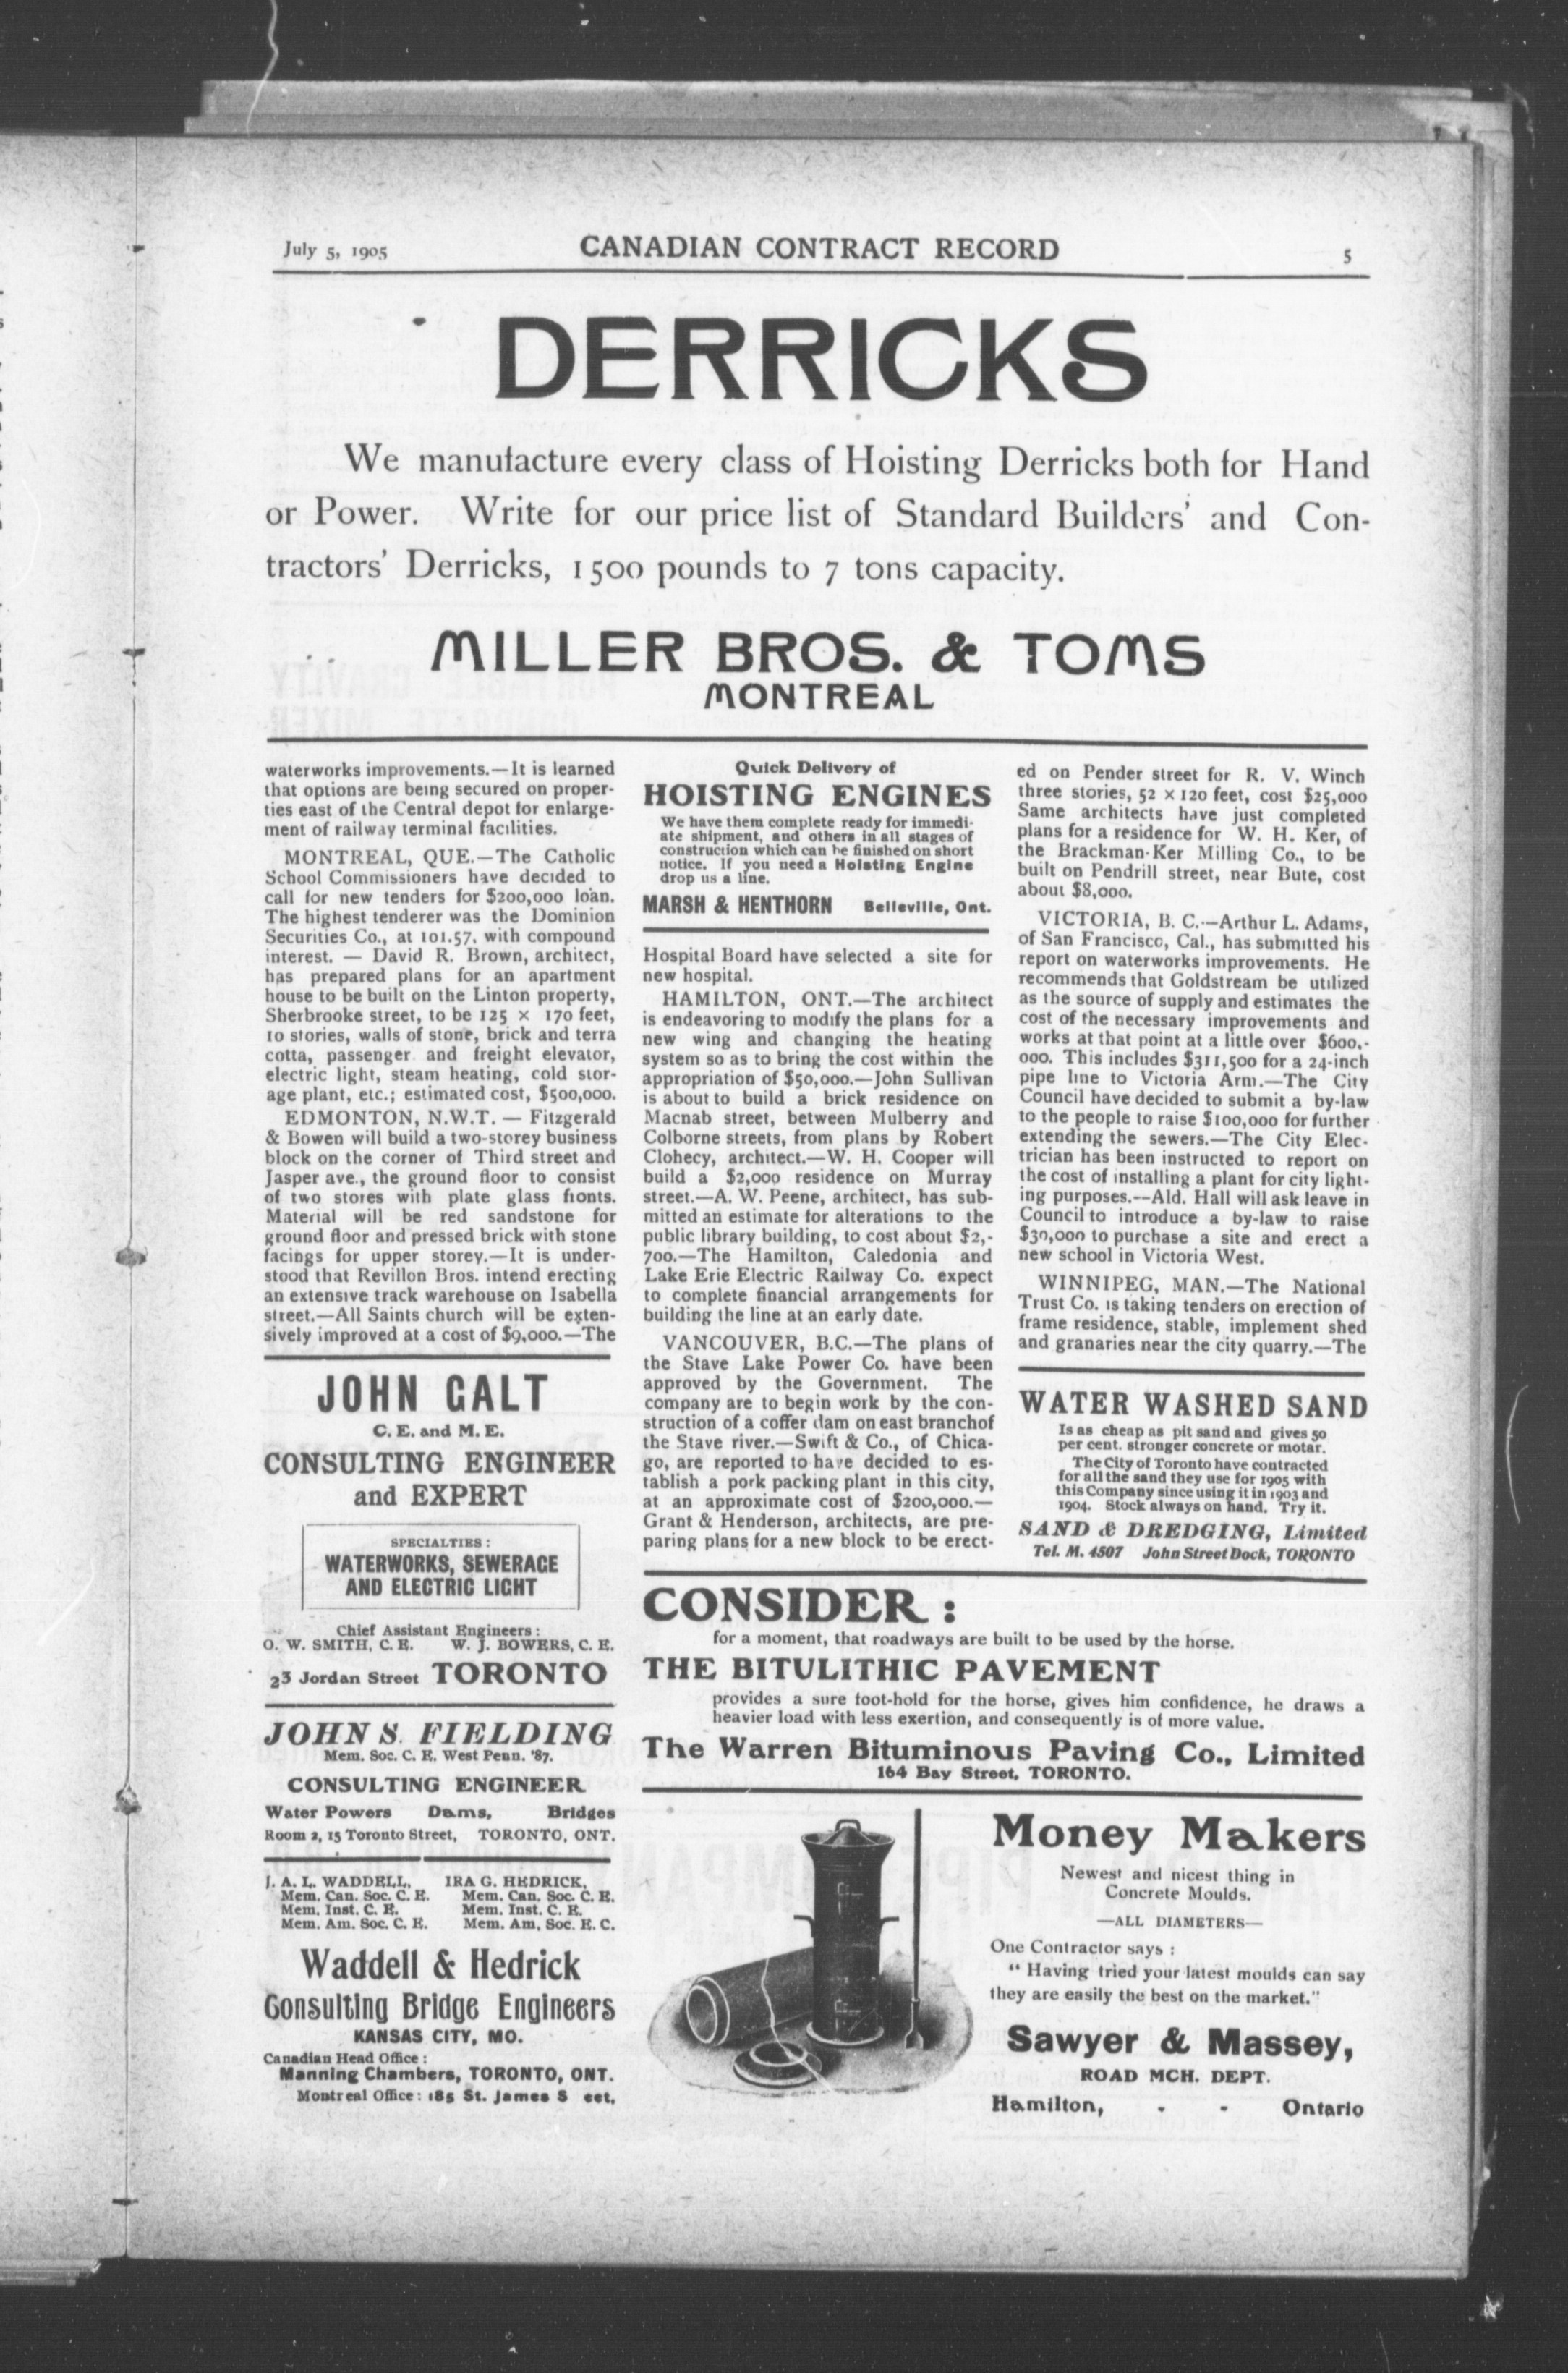 July 5, 1905
CANADIAN CONTRACT RECORD
5
DERRICKS
We manufacture every class of Hoisting Derricks both for Hand
or Power. Write for our price list of Standard Builders' and Con-
tractors' Derricks, 1500 pounds to 7 tons capacity.
MILLER BROS. & TOMS
MONTREAL
waterworks improvements.—It is learned
that options are being secured on proper-
ties east of the Central depot for enlarge-
ment of railway terminal facilities.
MONTREAL, QUE.—The Catholic
School Commissioners have decided to
call for new tenders for $200,000 loan.
The highest tenderer was the Dominion
Securities Co., at 101.57, with compound
interest. — David R. Brown, architect,
has prepared plans for an apartment
house to be built on the Linton property,
Sherbrooke street, to be 125 × 170 feet,
10 stories, walls of stone, brick and terra
cotta, passenger and freight elevator,
electric light, steam heating, cold stor-
age plant, etc.; estimated cost, $500,000.
EDMONTON, N.W.T. — Fitzgerald
& Bowen will build a two-storey business
block on the corner of Third street and
Jasper ave., the ground floor to consist
of two stores with plate glass fronts.
Material will be red sandstone for
ground floor and pressed brick with stone
facings for upper storey.—It is under-
stood that Revillon Bros. intend erecting
an extensive track warehouse on Isabella
street.—All Saints church will be exten-
sively improved at a cost of $9,000.—The
JOHN GALT
C. E. and M. E.
CONSULTING ENGINEER
and EXPERT
SPECIALTIES :
WATERWORKS, SEWERAGE
AND ELECTRIC LIGHT
Chief Assistant Engineers :
O. W. SMITH, C. E. W. J. BOWERS, C. E.
23 Jordan Street TORONTO
JOHN S. FIELDING
Mem. Soc. C. E. West Penn. '87.
CONSULTING ENGINEER
Water Powers Dams, Bridges
Room 2, 15 Toronto Street, TORONTO, ONT.
J. A. L. WADDELL, IRA G. HEDRICK,
Mem. Can. Soc. C. E. Mem. Can. Soc. C. E.
Mem. Inst. C. E. Mem. Inst. C. E.
Mem. Am. Soc. C. E. Mem. Am, Soc. E. C.
Waddell & Hedrick
Consulting Bridge Engineers
KANSAS CITY, MO.
Canadian Head Office :
Manning Chambers, TORONTO, ONT.
Montreal Office : 185 St. James S eet,
Quick Delivery of
HOISTING ENGINES
We have them complete ready for immedi-
ate shipment, and others in all stages of
construction which can be finished on short
notice. If you need a Hoisting Engine
drop us a line.
MARSH & HENTHORN Belleville, Ont.
Hospital Board have selected a site for
new hospital.
HAMILTON, ONT.—The architect
is endeavoring to modify the plans for a
new wing and changing the heating
system so as to bring the cost within the
appropriation of $50,000.—John Sullivan
is about to build a brick residence on
Macnab street, between Mulberry and
Colborne streets, from plans by Robert
Clohecy, architect.—W. H. Cooper will
build a $2,000 residence on Murray
street.—A. W. Peene, architect, has sub-
mitted an estimate for alterations to the
public library building, to cost about $2,-
700.—The Hamilton, Caledonia and
Lake Erie Electric Railway Co. expect
to complete financial arrangements for
building the line at an early date.
VANCOUVER, B.C.—The plans of
the Stave Lake Power Co. have been
approved by the Government. The
company are to begin work by the con-
struction of a coffer dam on east branchof
the Stave river.—Swift & Co., of Chica-
go, are reported to have decided to es-
tablish a pork packing plant in this city,
at an approximate cost of $200,000.—
Grant & Henderson, architects, are pre-
paring plans for a new block to be erect-
ed on Pender street for R. V. Winch
three stories, 52 × 120 feet, cost $25,000
Same architects have just completed
plans for a residence for W. H. Ker, of
the Brackman-Ker Milling Co., to be
built on Pendrill street, near Bute, cost
about $8,000.
VICTORIA, B. C.—Arthur L. Adams,
of San Francisco, Cal., has submitted his
report on waterworks improvements. He
recommends that Goldstream be utilized
as the source of supply and estimates the
cost of the necessary improvements and
works at that point at a little over $600,-
000. This includes $311,500 for a 24-inch
pipe line to Victoria Arm.—The City
Council have decided to submit a by-law
to the people to raise $100,000 for further
extending the sewers.—The City Elec-
trician has been instructed to report on
the cost of installing a plant for city light-
ing purposes.--Ald. Hall will ask leave in
Council to introduce a by-law to raise
$30,000 to purchase a site and erect a
new school in Victoria West.
WINNIPEG, MAN.—The National
Trust Co. is taking tenders on erection of
frame residence, stable, implement shed
and granaries near the city quarry.—The
WATER WASHED SAND
Is as cheap as pit sand and gives 50
per cent. stronger concrete or motar.
The City of Toronto have contracted
for all the sand they use for 1905 with
this Company since using it in 1903 and
1904. Stock always on hand. Try it.
SAND & DREDGING, Limited
Tel. M. 4507 John Street Dock, TORONTO
CONSIDER :
for a moment, that roadways are built to be used by the horse.
THE BITULITHIC PAVEMENT
provides a sure foot-hold for the horse, gives him confidence, he draws a
heavier load with less exertion, and consequently is of more value.
The Warren Bituminous Paving Co., Limited
164 Bay Street, TORONTO.
Money Makers
Newest and nicest thing in
Concrete Moulds.
—ALL DIAMETERS—
One Contractor says :
" Having tried your latest moulds can say
they are easily the best on the market."
Sawyer & Massey,
ROAD MCH. DEPT.
Hamilton, - - Ontario